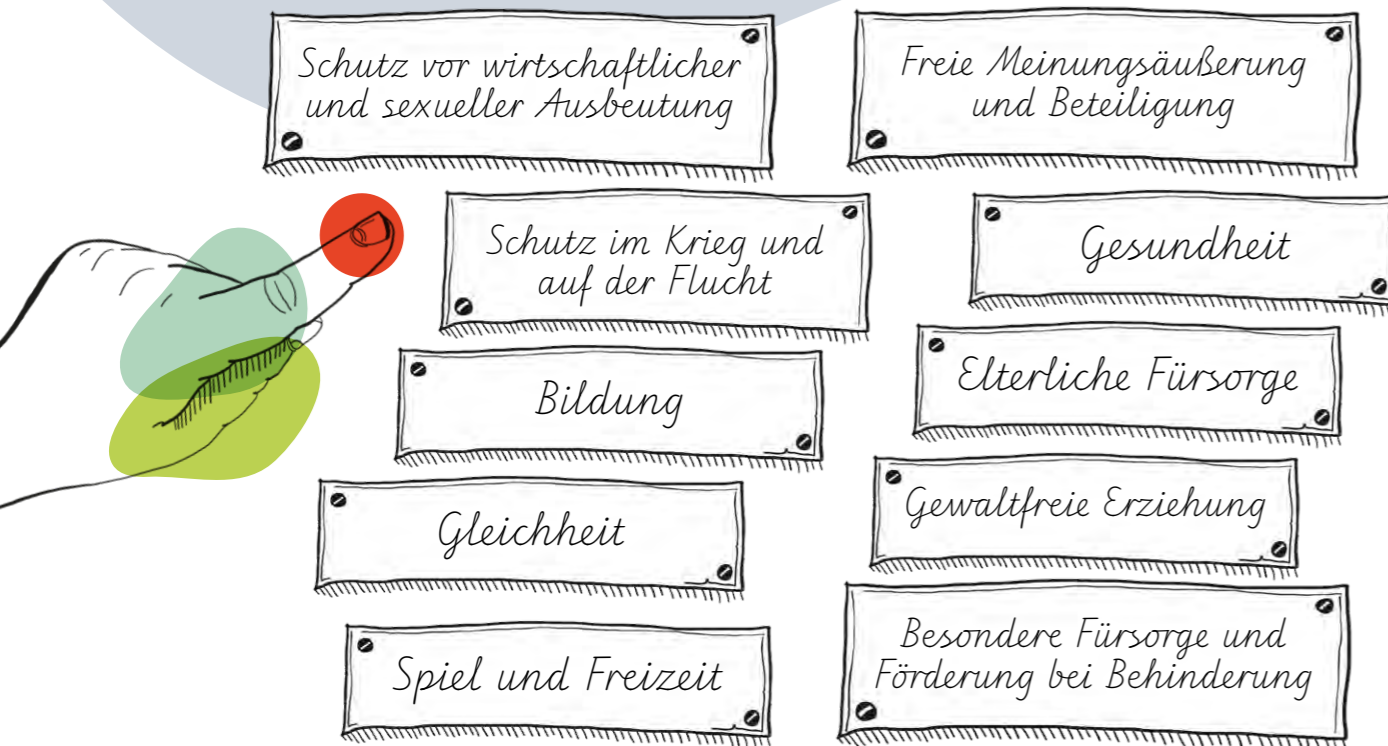 Schutz vor wirtschaftlicher
und sexueller Ausbeutung
Freie Meinungsäußerung
und Beteiligung
Schutz im Krieg und
auf der Flucht
Gesundheit
Bildung
Elterliche Fürsorge
Gleichheit
Gewaltfreie Erziehung
Spiel und Freizeit
Besondere Fürsorge und
Förderung bei Behinderung